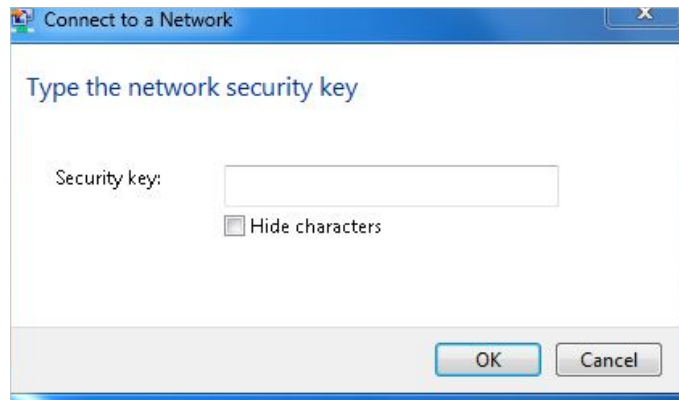 Connect to a Network
Type the network security key
Security key:
Hide characters
OK Cancel